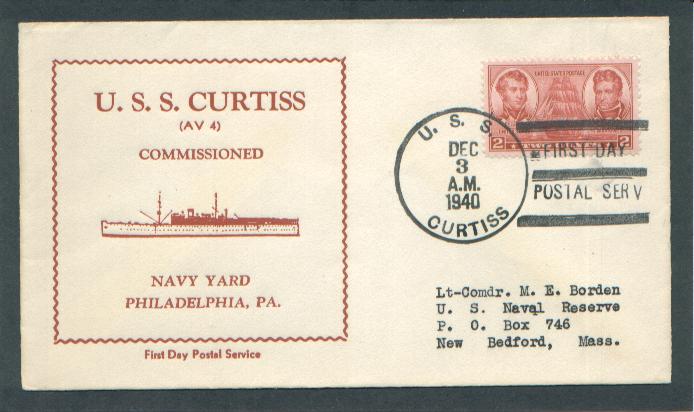 U. S. S. CURTISS
(AV 4)
COMMISSIONED
NAVY YARD
PHILADELPHIA, PA.
First Day Postal Service
UNITED STATES POSTAGE
2
2
U. S. S.
DEC
3
A.M.
1940
CURTISS
FIRST DAY
POSTAL SERV
Lt-Comdr. M. E. Borden
U. S. Naval Reserve
P. O. Box 746
New Bedford, Mass.